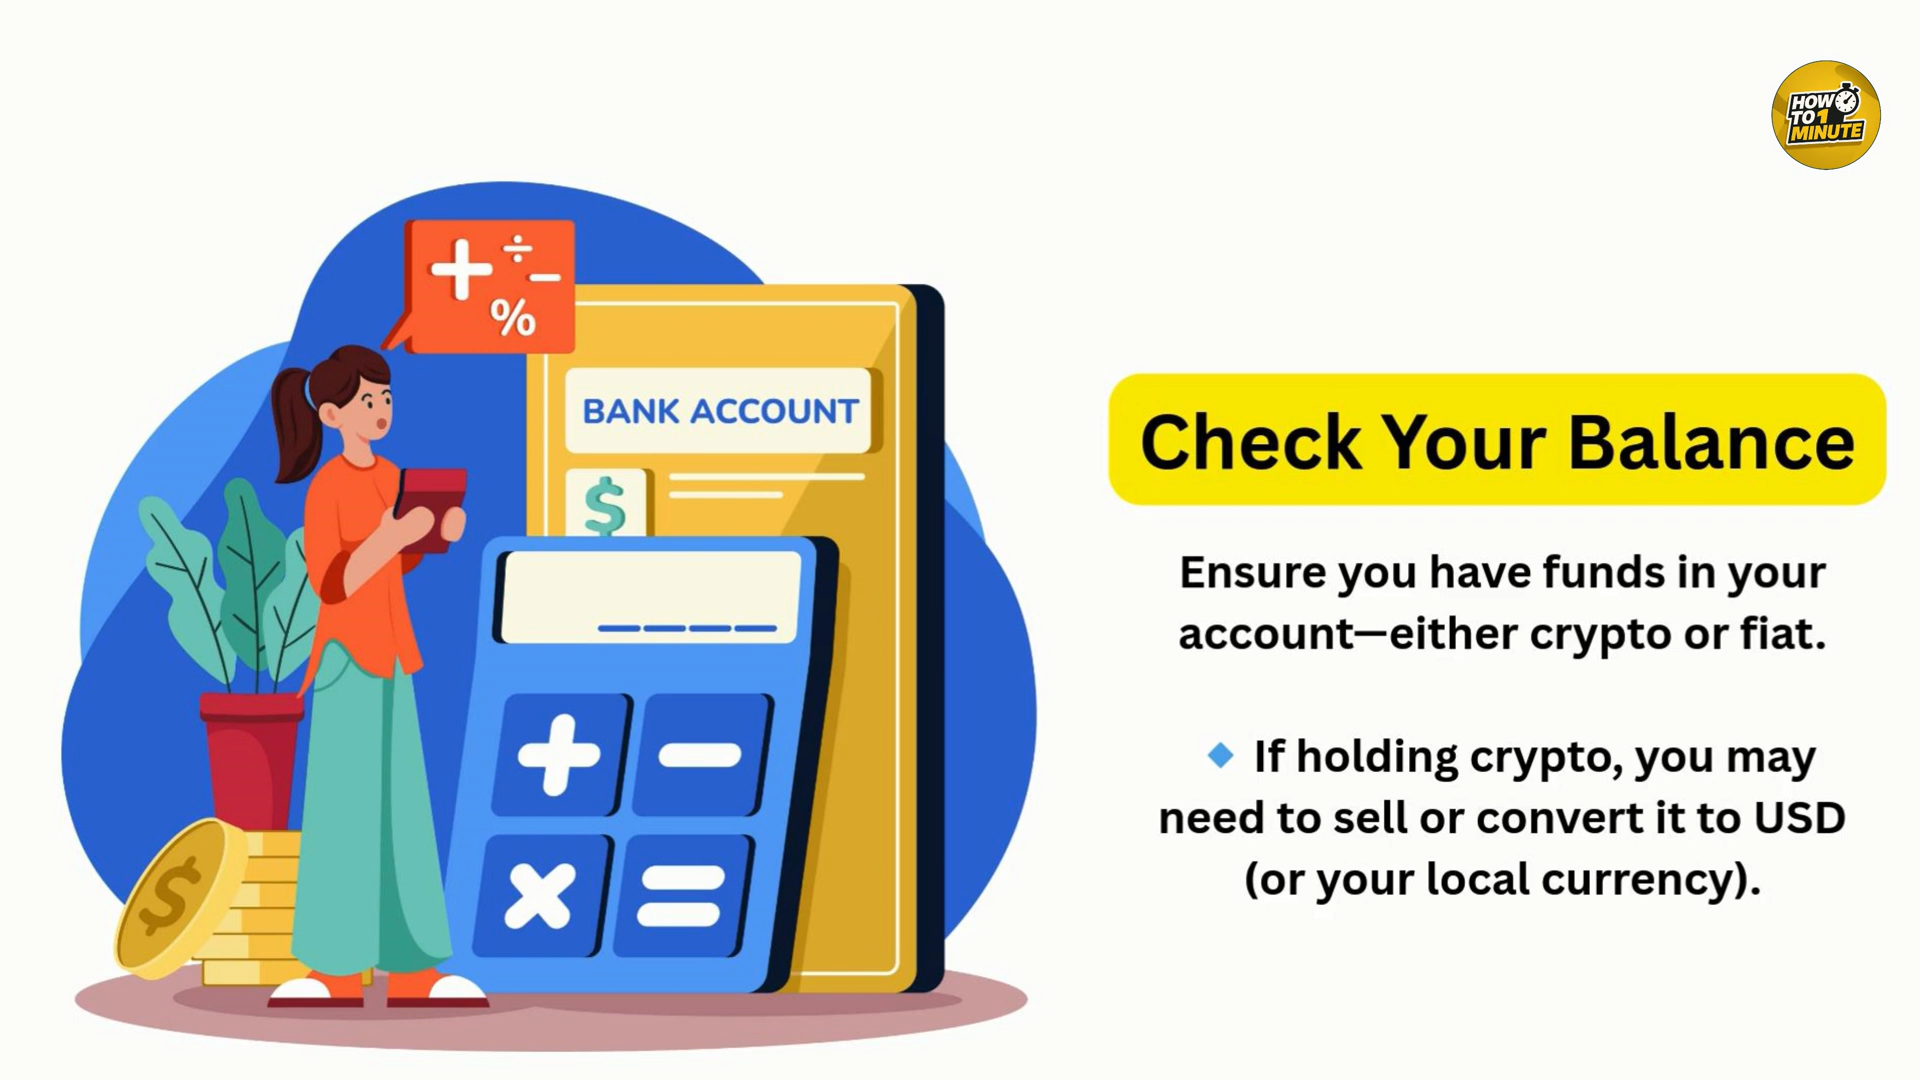 HOW
TO 1
MINUTE
+ ÷ −
%
BANK ACCOUNT
$
+ −
× =
$
Check Your Balance
Ensure you have funds in your
account—either crypto or fiat.
🔹 If holding crypto, you may
need to sell or convert it to USD
(or your local currency).